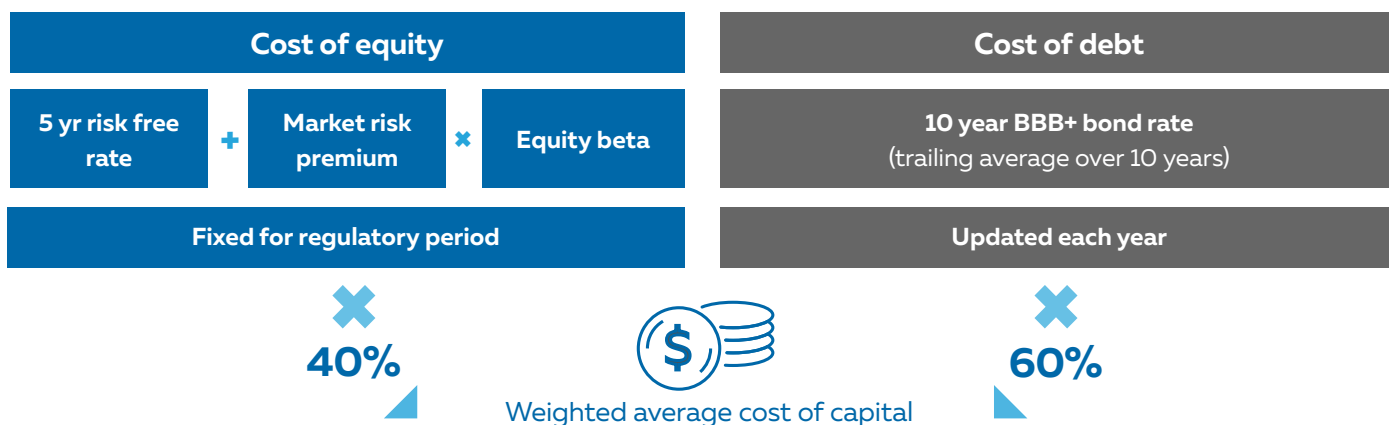 Cost of equity
5 yr risk free
rate
+
Market risk
premium
×
Equity beta
Fixed for regulatory period
×
40%
Cost of debt
10 year BBB+ bond rate
(trailing average over 10 years)
Updated each year
×
60%
$
Weighted average cost of capital